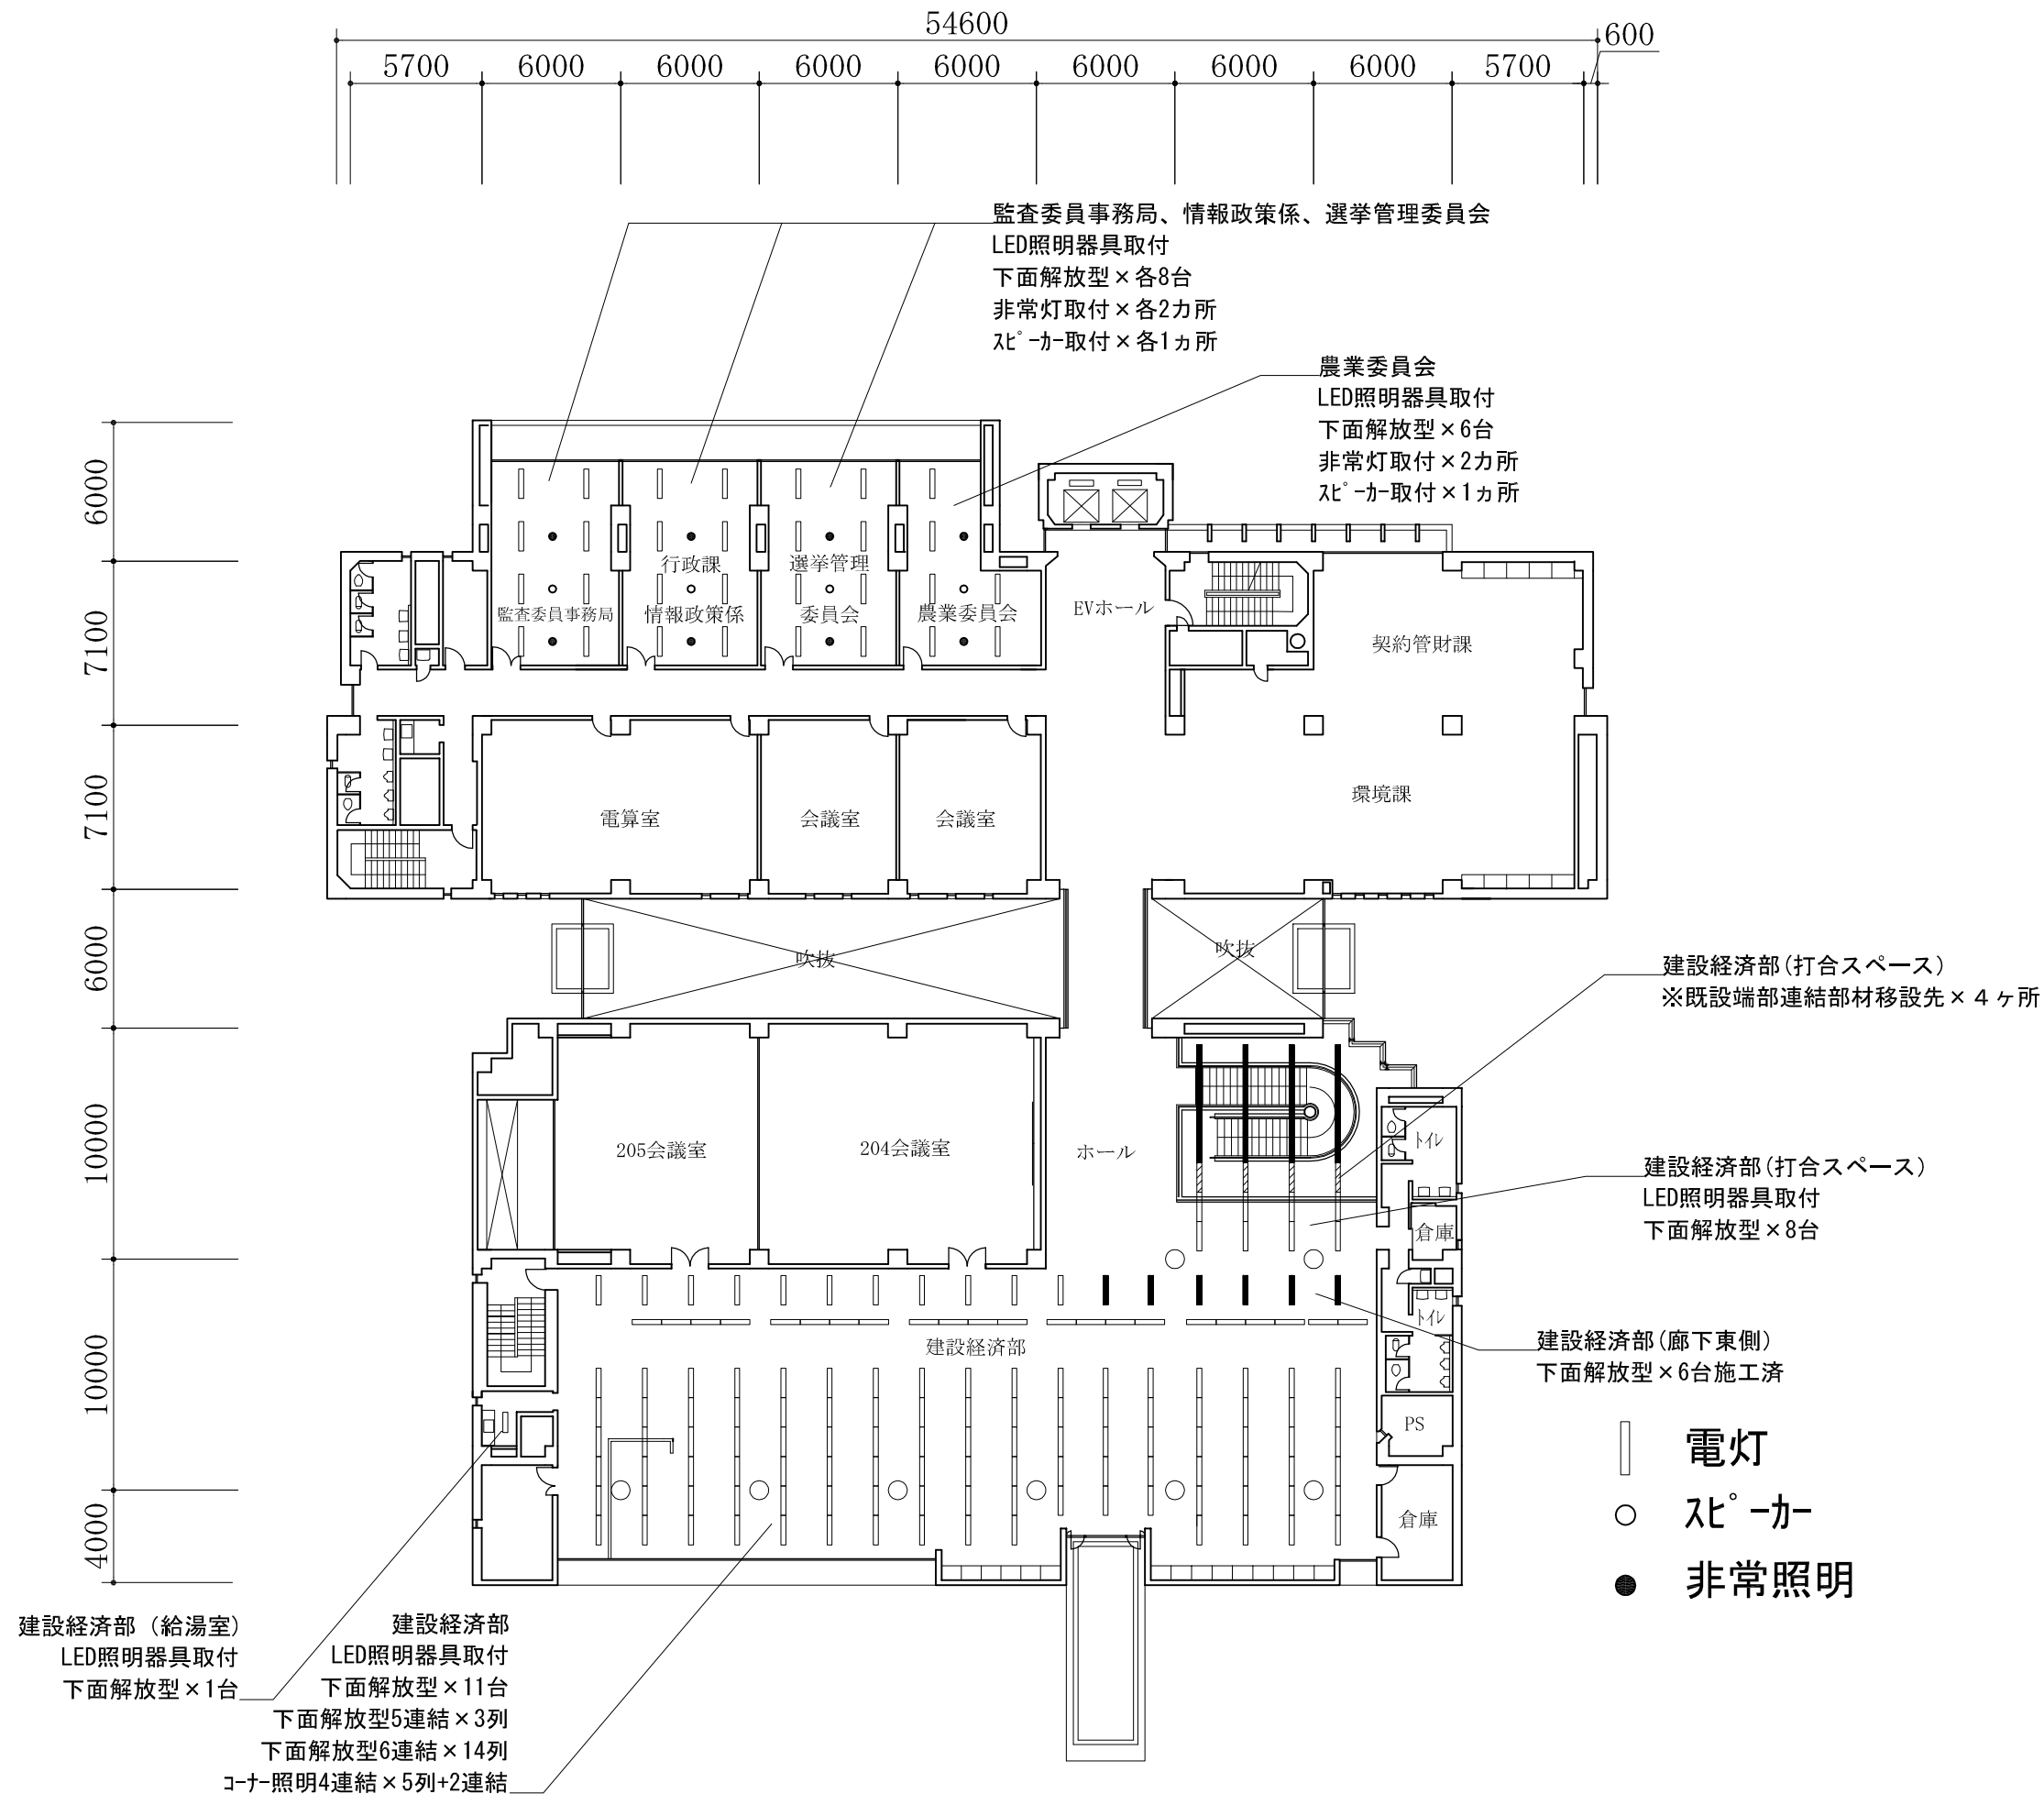 54600
600
5700 6000 6000 6000 6000 6000 6000 6000 5700
監査委員事務局、情報政策係、選挙管理委員会
LED照明器具取付
下面解放型×各8台
非常灯取付×各2カ所
ｽﾋﾟｰｶｰ取付×各1ヵ所
農業委員会
LED照明器具取付
下面解放型×6台
非常灯取付×2カ所
ｽﾋﾟｰｶｰ取付×1ヵ所
6000
7100
7100
6000
10000
10000
4000
監査委員事務局
行政課
情報政策係
選挙管理
委員会
農業委員会
EVホール
契約管財課
環境課
電算室
会議室
会議室
吹抜
吹抜
建設経済部(打合スペース)
※既設端部連結部材移設先×４ヶ所
205会議室
204会議室
ホール
ﾄｲﾚ
建設経済部(打合スペース)
LED照明器具取付
下面解放型×8台
倉庫
ﾄｲﾚ
建設経済部
建設経済部(廊下東側)
下面解放型×6台施工済
PS
倉庫
電灯
ｽﾋﾟｰｶｰ
非常照明
建設経済部（給湯室）
LED照明器具取付
下面解放型×1台
建設経済部
LED照明器具取付
下面解放型×11台
下面解放型5連結×3列
下面解放型6連結×14列
ｺｰﾅｰ照明4連結×5列+2連結